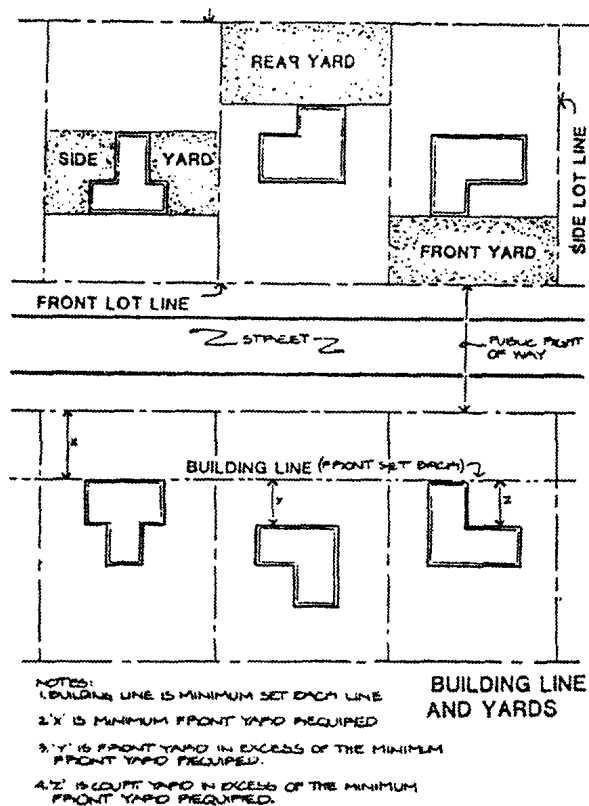 REAR YARD
SIDE YARD
SIDE LOT LINE
FRONT YARD
FRONT LOT LINE
STREET
PUBLIC RIGHT
OF WAY
X
BUILDING LINE (FRONT SET BACK)
Y
Z
NOTES:
1. BUILDING LINE IS MINIMUM SET BACK LINE
BUILDING LINE
AND YARDS
2. 'X' IS MINIMUM FRONT YARD REQUIRED
3. 'Y' IS FRONT YARD IN EXCESS OF THE MINIMUM
FRONT YARD REQUIRED.
4. 'Z' IS COURT YARD IN EXCESS OF THE MINIMUM
FRONT YARD REQUIRED.